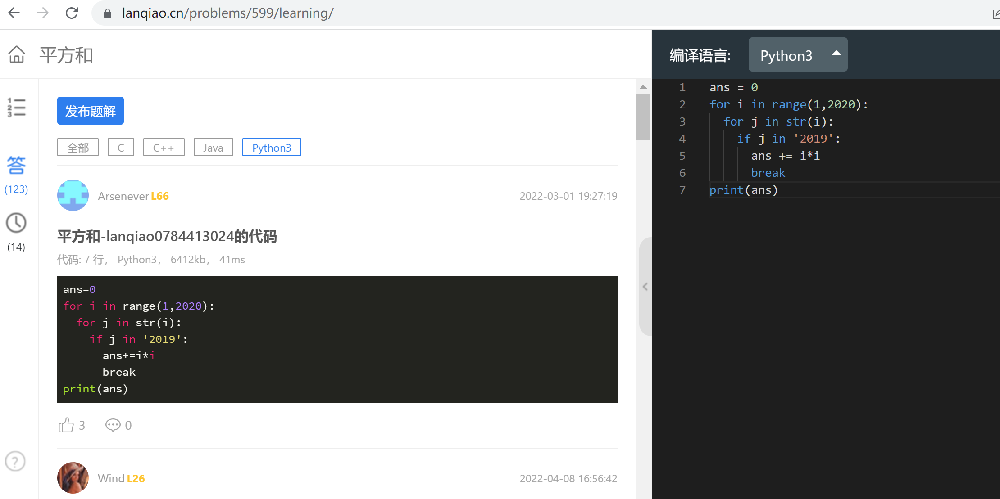 lanqiao.cn/problems/599/learning/
平方和
编译语言:
Python3
1
2
3
答
(123)
(14)
?
发布题解
全部
C
C++
Java
Python3
Arsenever L66
2022-03-01 19:27:19
平方和-lanqiao0784413024的代码
代码: 7 行， Python3， 6412kb， 41ms
ans=0
for i in range(1,2020):
  for j in str(i):
    if j in '2019':
      ans+=i*i
      break
print(ans)
3
0
Wind L26
2022-04-08 16:56:42
1 ans = 0
2 for i in range(1,2020):
3   for j in str(i):
4     if j in '2019':
5       ans += i*i
6       break
7 print(ans)